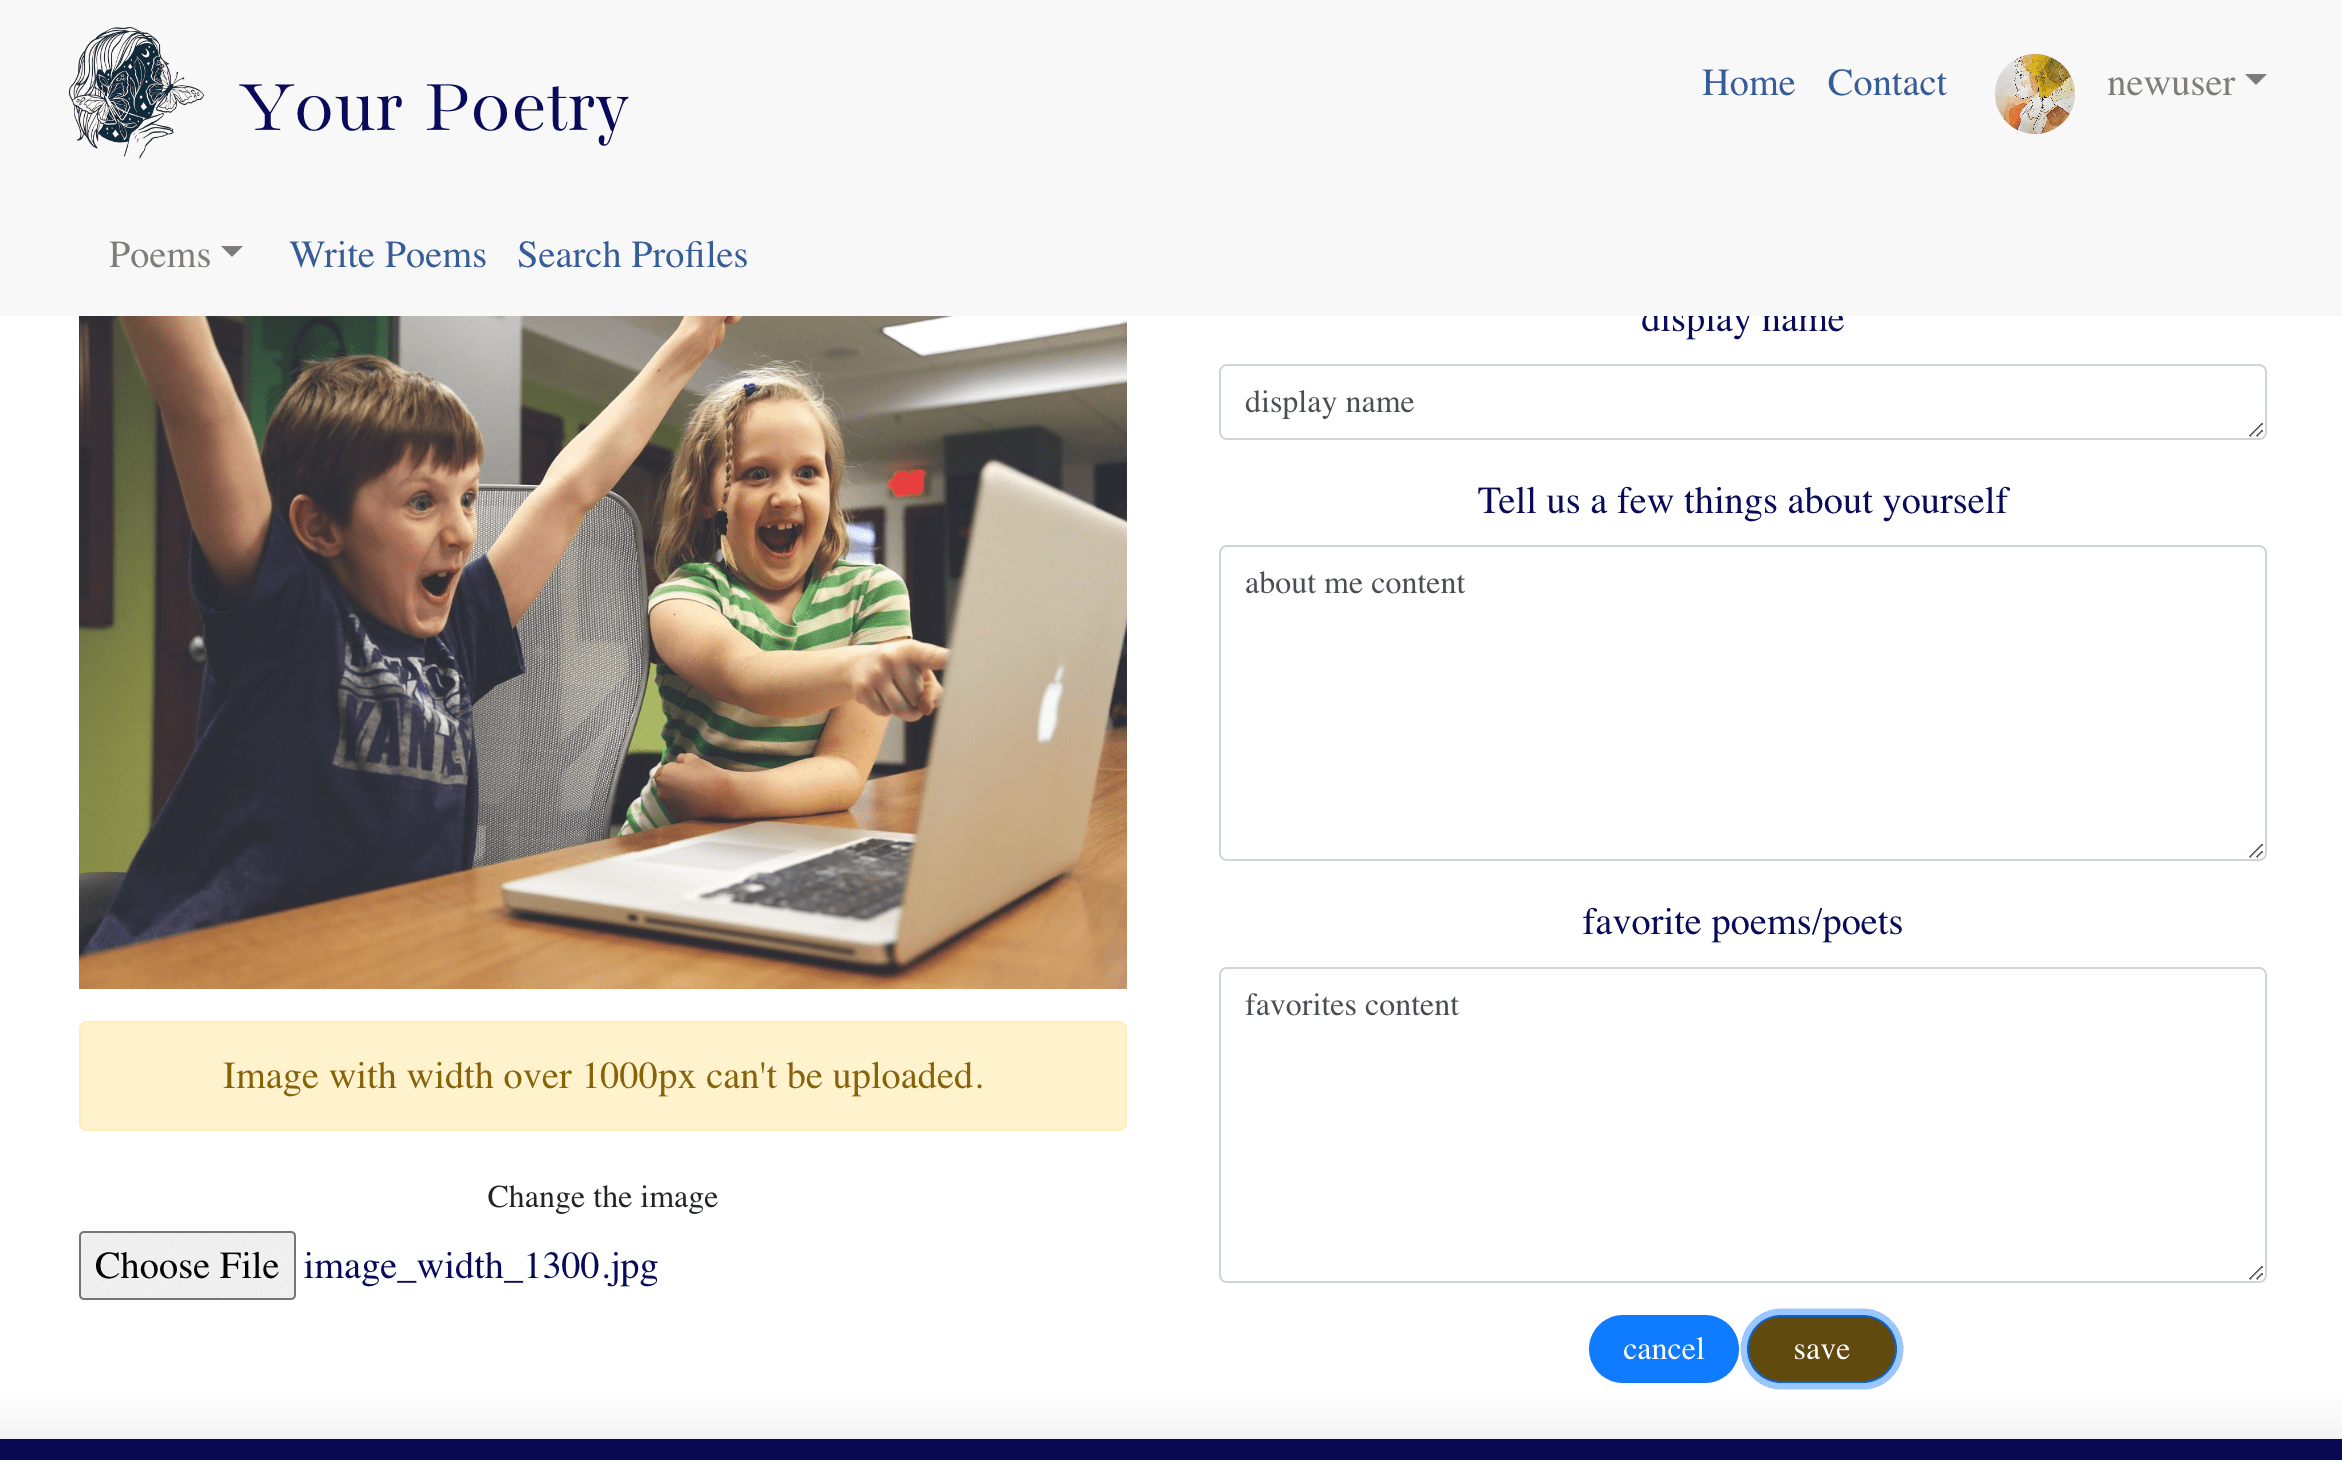 Your Poetry
Home Contact newuser
Poems Write Poems Search Profiles
display name
display name
Tell us a few things about yourself
about me content
favorite poems/poets
favorites content
Image with width over 1000px can't be uploaded.
Change the image
Choose File image_width_1300.jpg
cancel save